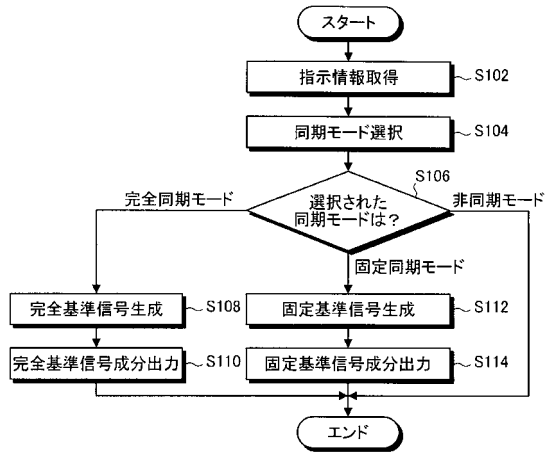 スタート
指示情報取得
S102
同期モード選択
S104
S106
選択された
同期モードは?
完全同期モード
非同期モード
固定同期モード
完全基準信号生成
S108
固定基準信号生成
S112
完全基準信号成分出力
S110
固定基準信号成分出力
S114
エンド